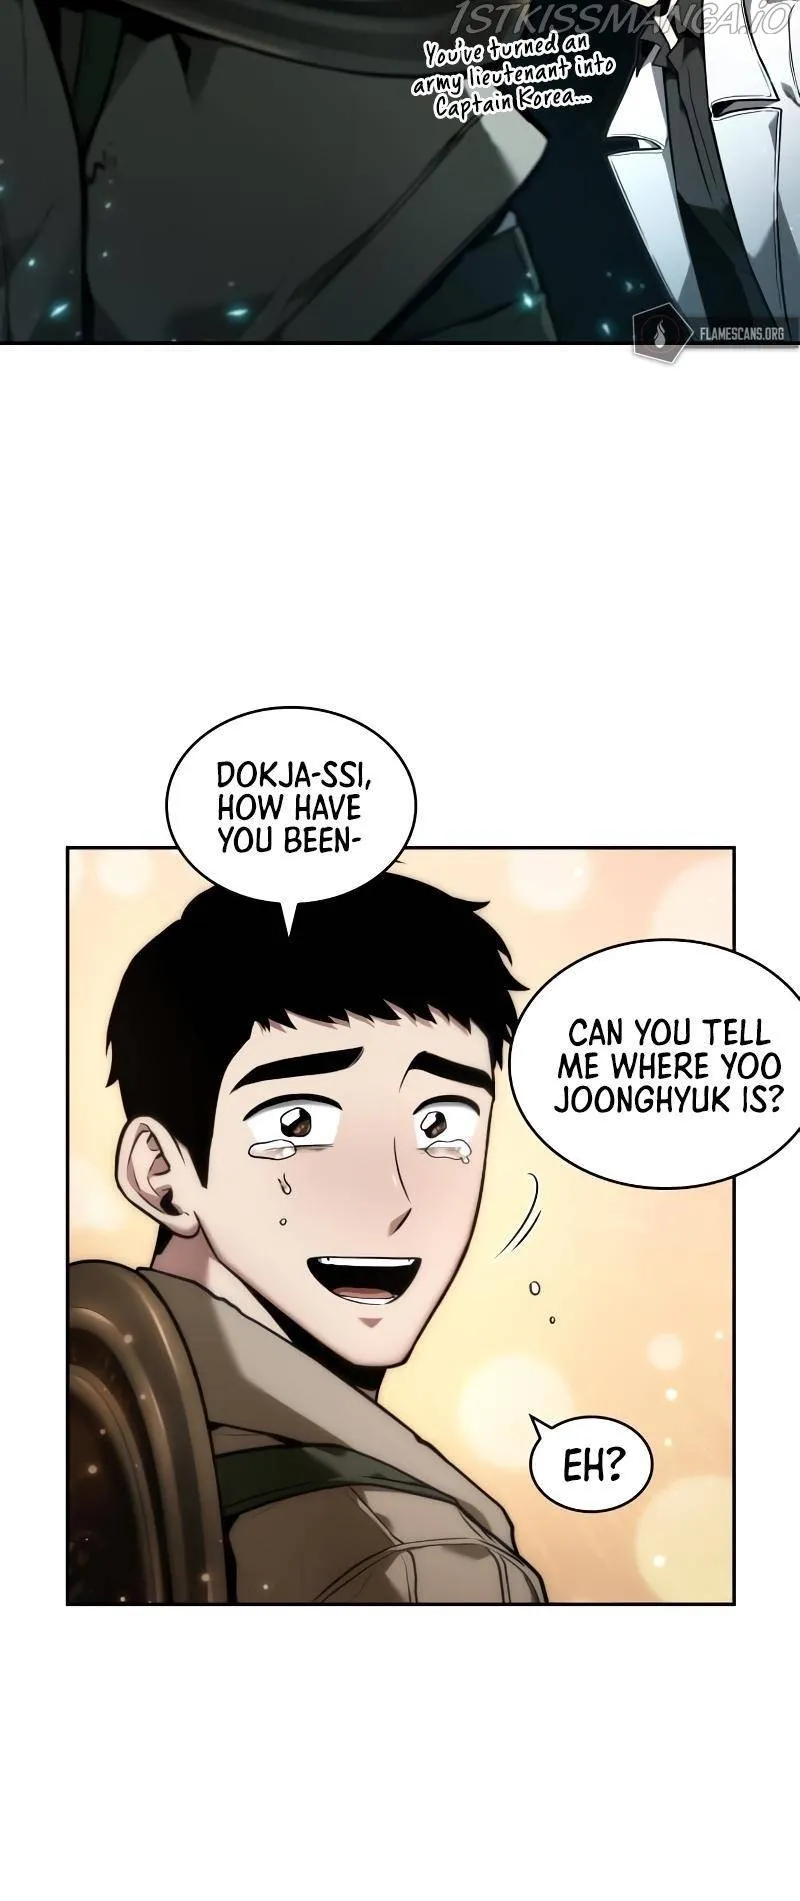 1STKISSMANGA.iO
You've turned an
army lieutenant into
Captain Korea...
FLAMESCANS.ORG
DOKJA-SSI,
HOW HAVE
YOU BEEN-
CAN YOU TELL
ME WHERE YOO
JOONGHYUK IS?
EH?